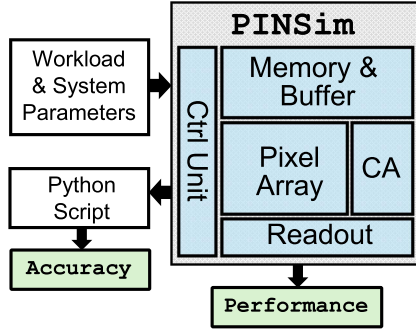 PINSim
Workload
& System
Parameters
Ctrl Unit
Memory &
Buffer
Pixel
Array
CA
Readout
Python
Script
Accuracy
Performance